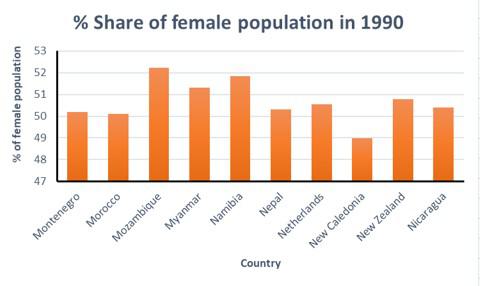 % Share of female population in 1990
% of female population
53
52
51
50
49
48
47
Montenegro
Morocco
Mozambique
Myanmar
Namibia
Nepal
Netherlands
New Caledonia
New Zealand
Nicaragua
Country